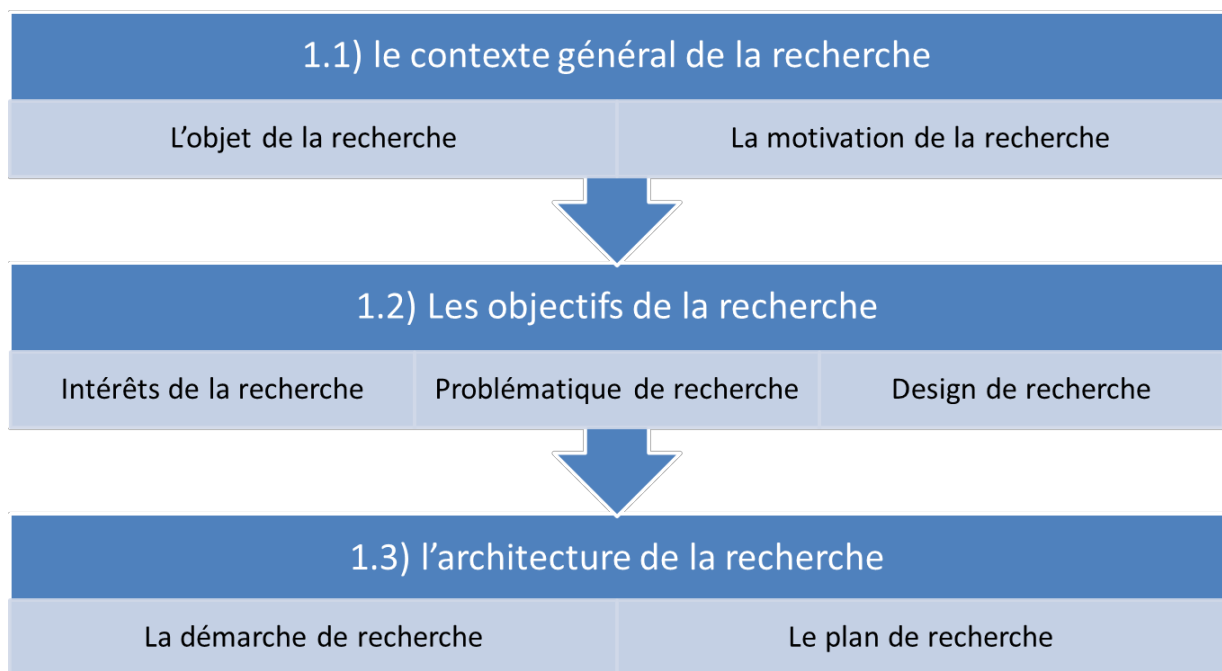 1.1) le contexte général de la recherche
L’objet de la recherche
La motivation de la recherche
1.2) Les objectifs de la recherche
Intérêts de la recherche
Problématique de recherche
Design de recherche
1.3) l’architecture de la recherche
La démarche de recherche
Le plan de recherche